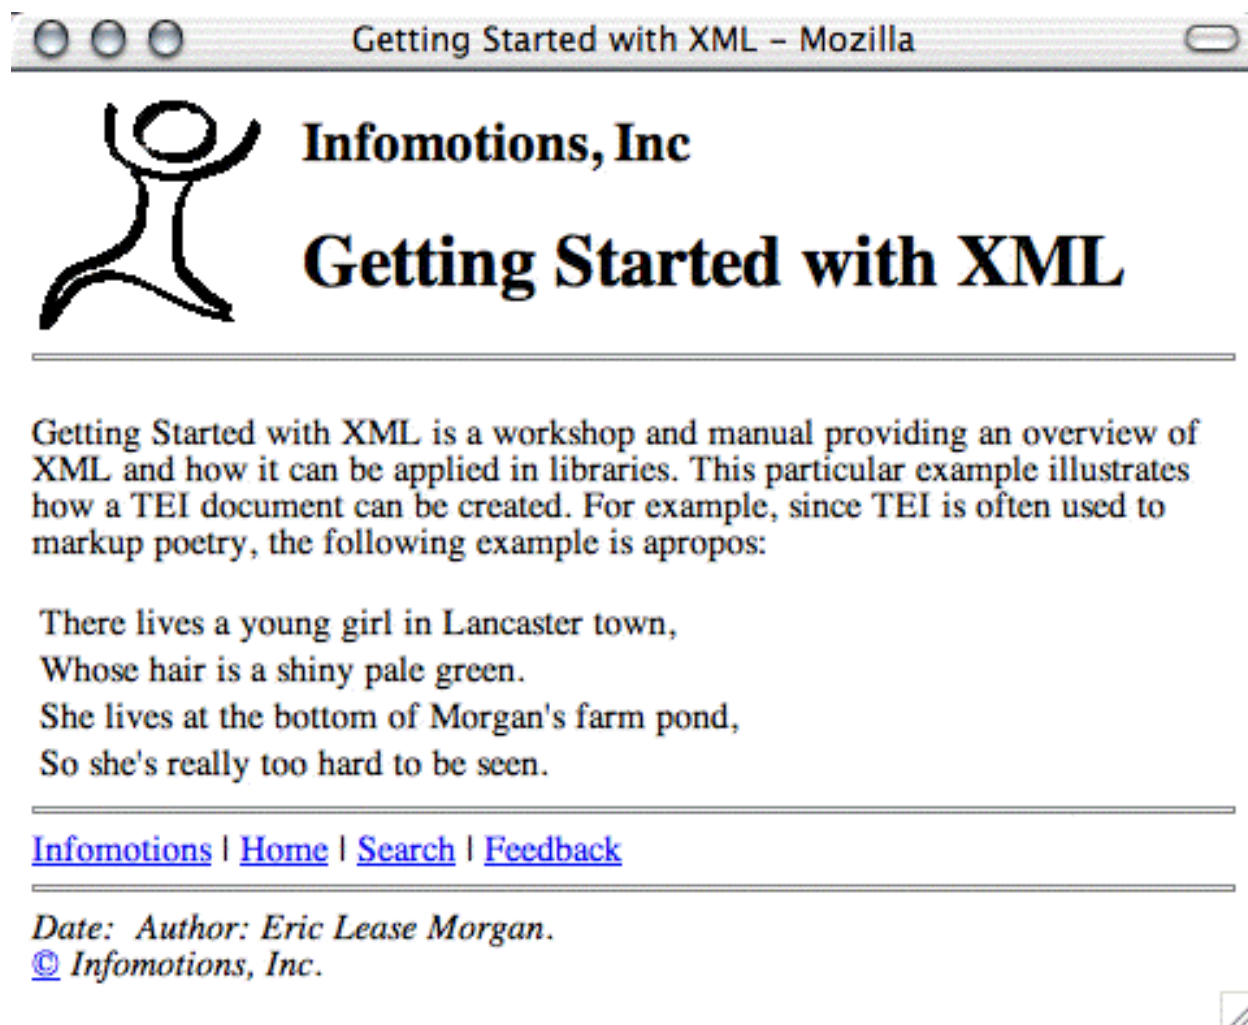 Getting Started with XML – Mozilla
Infomotions, Inc
Getting Started with XML
Getting Started with XML is a workshop and manual providing an overview of
XML and how it can be applied in libraries. This particular example illustrates
how a TEI document can be created. For example, since TEI is often used to
markup poetry, the following example is apropos:
There lives a young girl in Lancaster town,
Whose hair is a shiny pale green.
She lives at the bottom of Morgan's farm pond,
So she's really too hard to be seen.
Infomotions | Home | Search | Feedback
Date:  Author: Eric Lease Morgan.
© Infomotions, Inc.